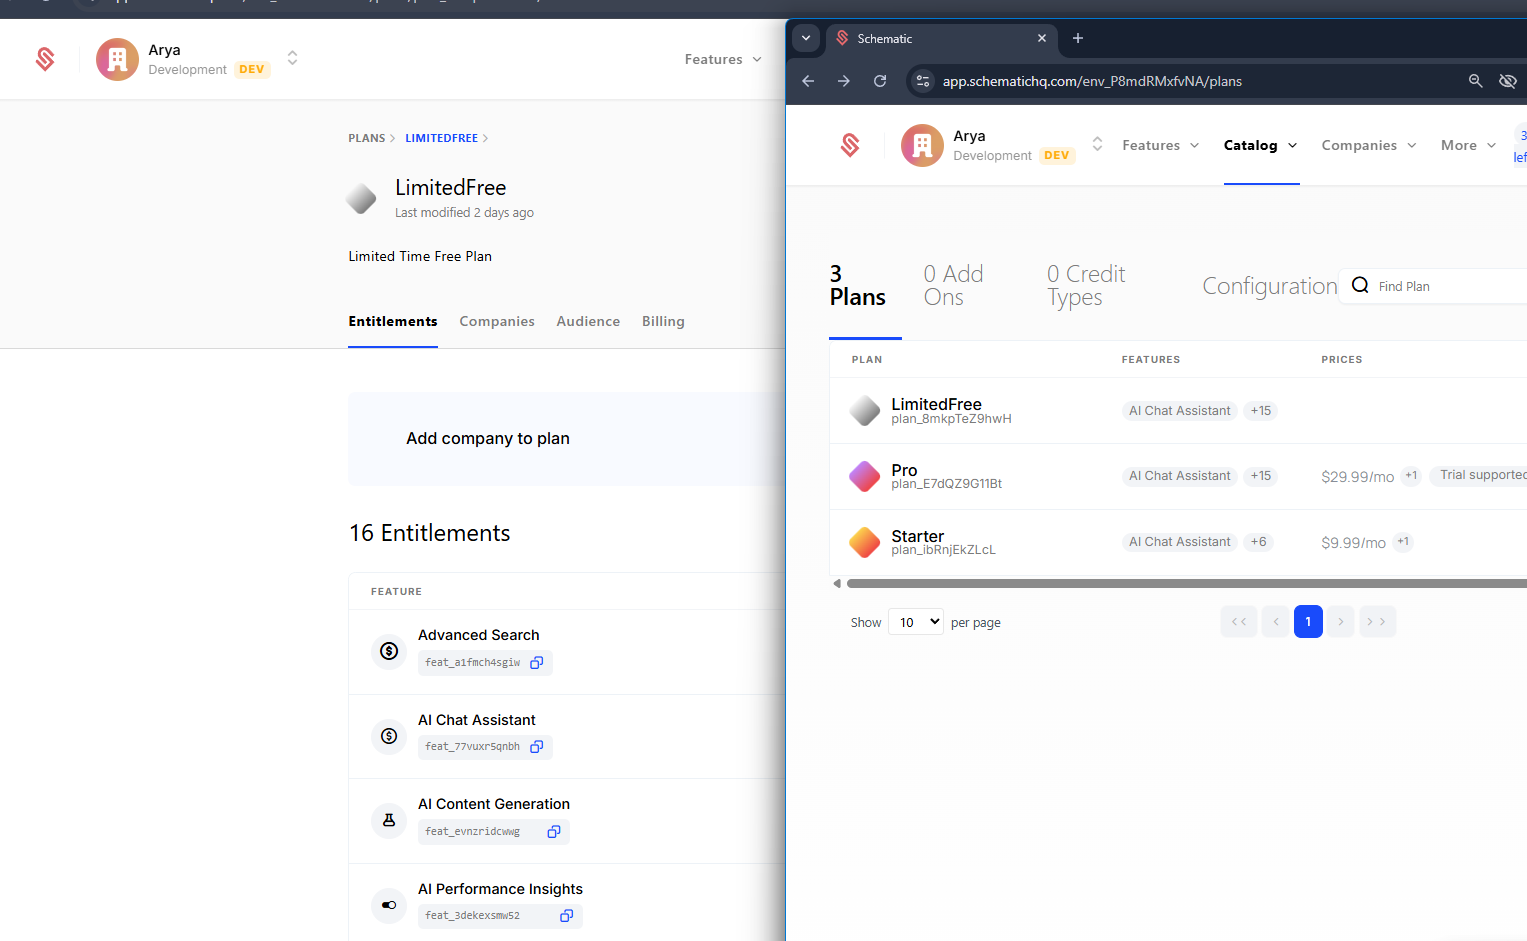 Arya
Development DEV
Features
PLANS
LIMITEDFREE
LimitedFree
Last modified 2 days ago
Limited Time Free Plan
Entitlements
Companies
Audience
Billing
Add company to plan
16 Entitlements
FEATURE
Advanced Search
feat_a1fmch4sgiw
AI Chat Assistant
feat_77vuxr5qnbh
AI Content Generation
feat_evnzridcwwg
AI Performance Insights
feat_3dekexsmw52
Schematic
app.schematichq.com/env_P8mdRMxfvNA/plans
Arya
Development DEV
Features
Catalog
Companies
More
3
lef
3 Plans
0 Add Ons
0 Credit Types
Configuration
Find Plan
PLAN FEATURES PRICES
LimitedFree
plan_8mkpTeZ9hwH
AI Chat Assistant +15
Pro
plan_E7dQZ9G11Bt
AI Chat Assistant +15
$29.99/mo +1 Trial supported
Starter
plan_ibRnjEkZLcL
AI Chat Assistant +6
$9.99/mo +1
Show 10 per page
<< < 1 > >>